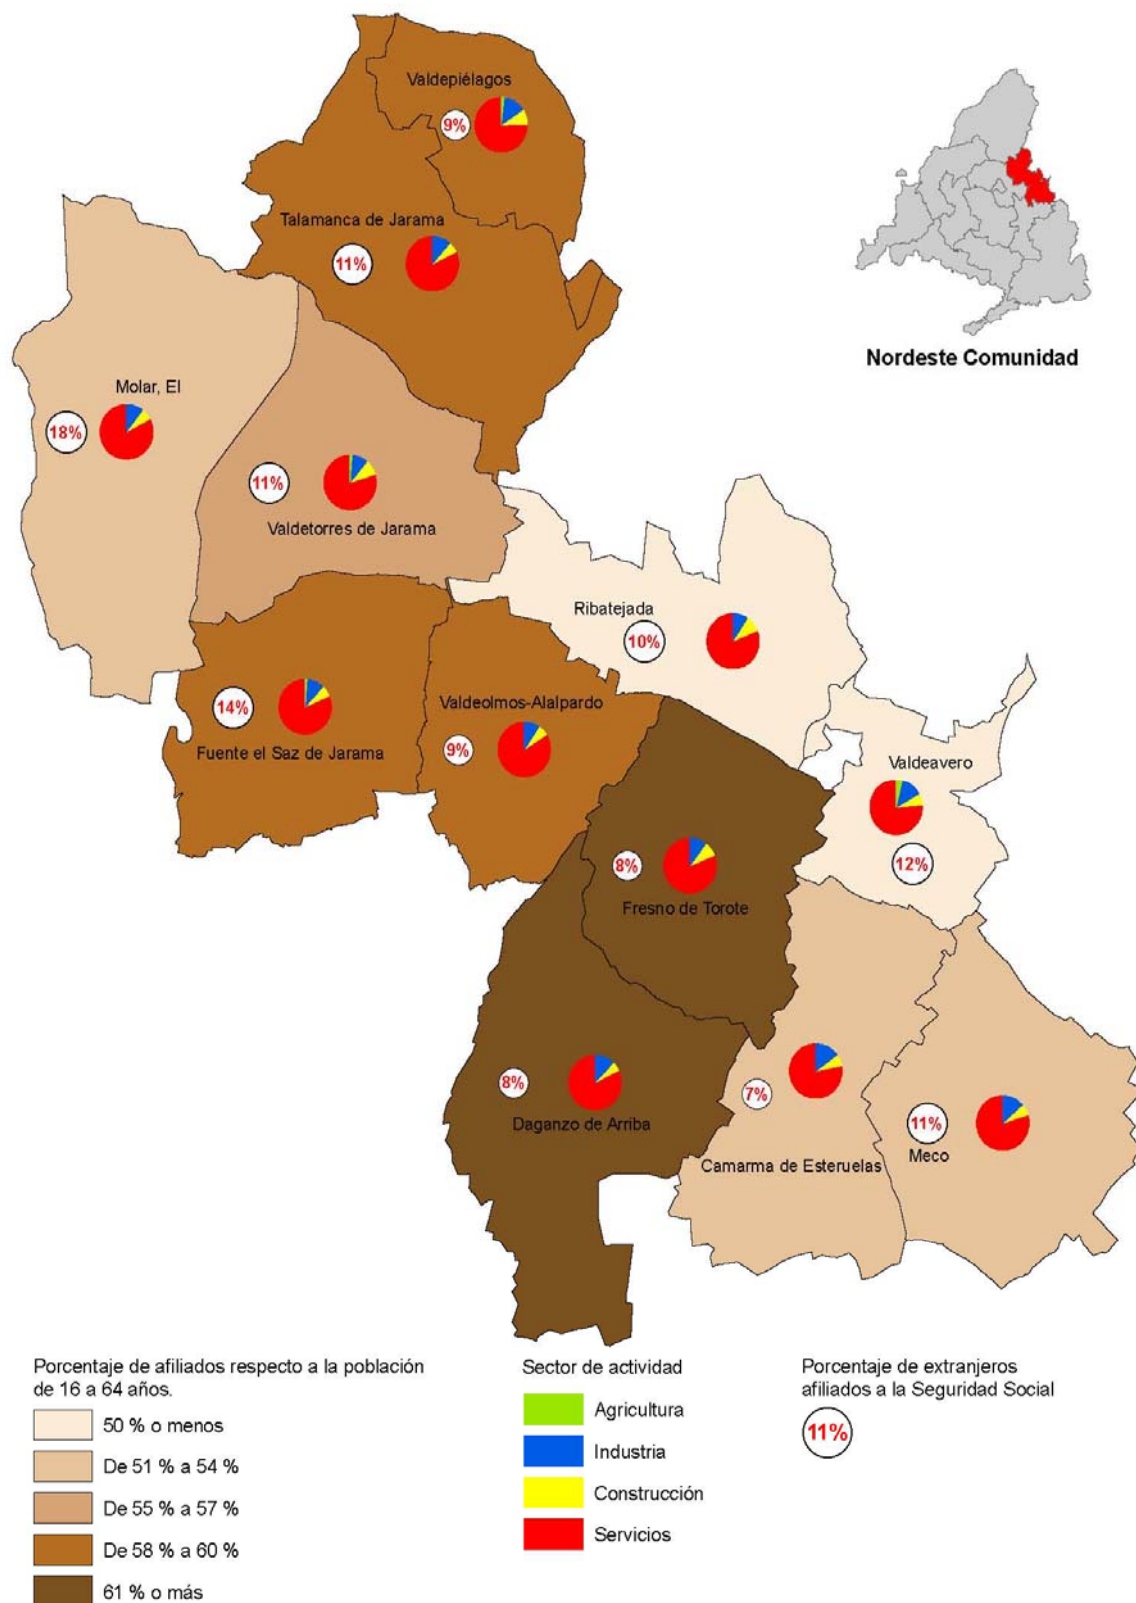 Valdepiélagos
9%
Talamanca de Jarama
11%
Nordeste Comunidad
Molar, El
18%
11%
Valdetorres de Jarama
Ribatejada
10%
14%
Fuente el Saz de Jarama
Valdeolmos-Alalpardo
9%
Valdeavero
12%
8%
Fresno de Torote
8%
Daganzo de Arriba
7%
Camarma de Esteruelas
11%
Meco
Porcentaje de afiliados respecto a la población
de 16 a 64 años.
50 % o menos
De 51 % a 54 %
De 55 % a 57 %
De 58 % a 60 %
61 % o más
Sector de actividad
Agricultura
Industria
Construcción
Servicios
Porcentaje de extranjeros
afiliados a la Seguridad Social
11%